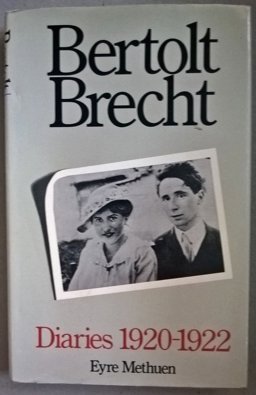 Bertolt
Brecht
Diaries 1920-1922
Eyre Methuen